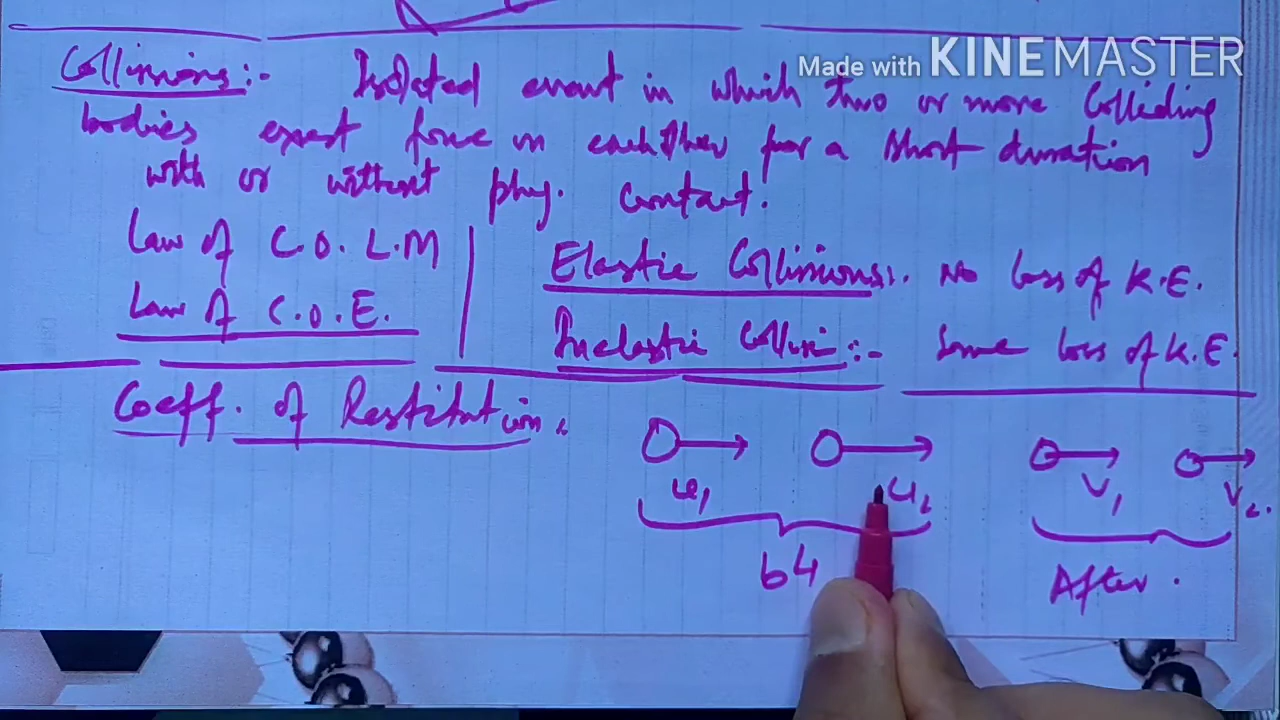 Made with KINEMASTER
Collisions:- Isolated event in which two or more Colliding
bodies exert force on each other for a short duration
with or without phy. contact.
Law of C.O.L.M
Law of C.O.E.
Elastic Collisions:. No loss of K.E.
Inelastic Collisi:- Some loss of K.E.
Coeff. of Restitution.
u₁ u₂ v₁ v₂.
b4 After.